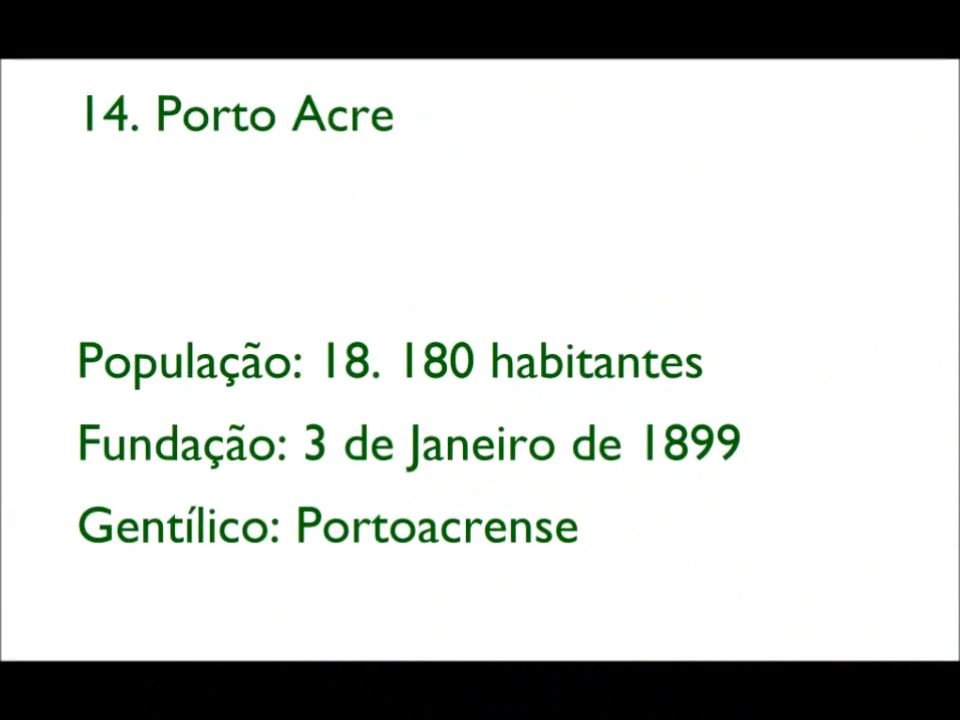 14. Porto Acre
População: 18. 180 habitantes
Fundação: 3 de Janeiro de 1899
Gentílico: Portoacrense